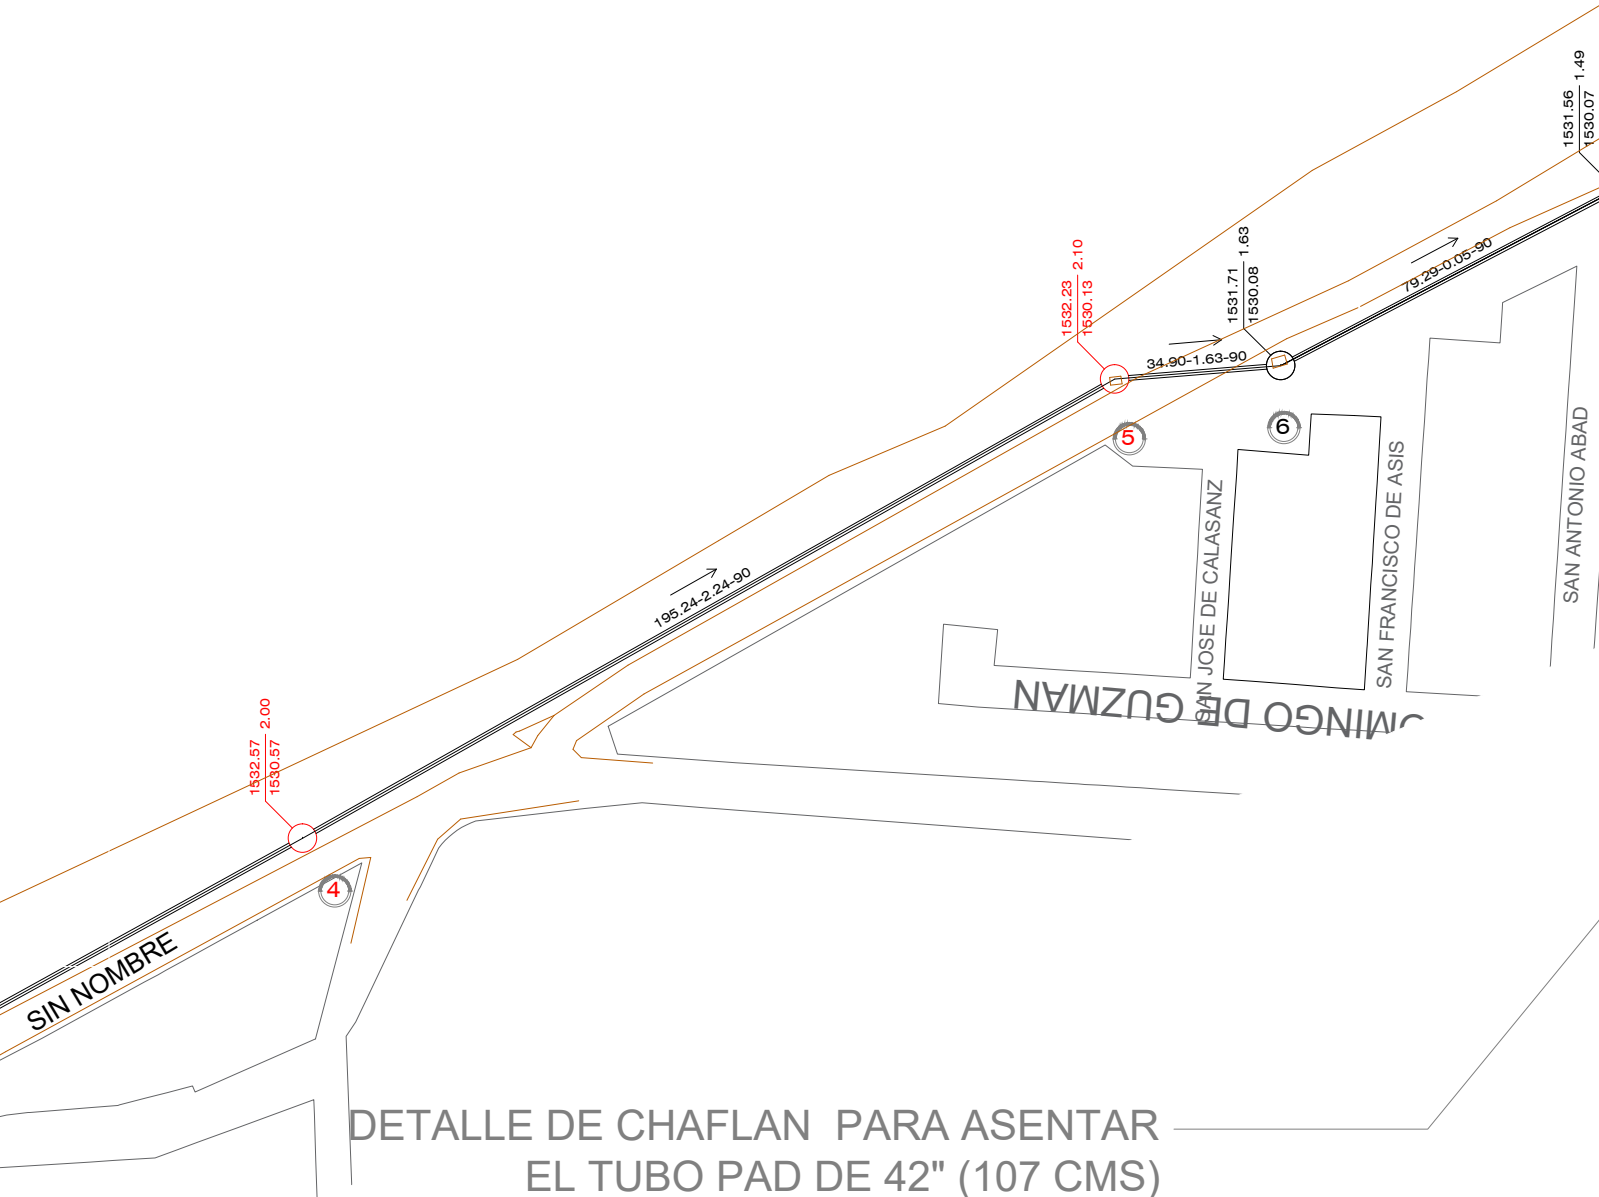 1531.56 1.49
1530.07
1531.71 1.63
1530.08
1532.23 2.10
1530.13
79.29-0.05-90
34.90-1.63-90
6
5
SAN ANTONIO ABAD
SAN FRANCISCO DE ASIS
SAN JOSE DE CALASANZ
195.24-2.24-90
MINGO DE GUZMAN
1532.57 2.00
1530.57
4
SIN NOMBRE
DETALLE DE CHAFLAN PARA ASENTAR
EL TUBO PAD DE 42" (107 CMS)